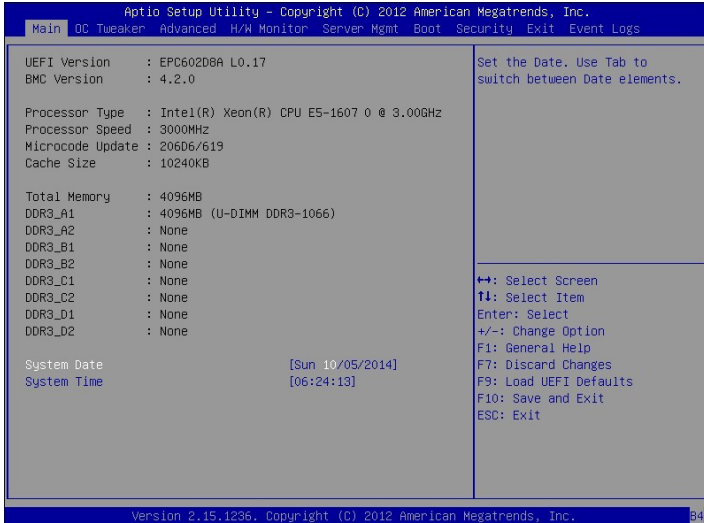 Aptio Setup Utility – Copyright (C) 2012 American Megatrends, Inc.
Main OC Tweaker Advanced H/W Monitor Server Mgmt Boot Security Exit Event Logs
UEFI Version : EPC602D8A L0.17
BMC Version : 4.2.0
Processor Type : Intel(R) Xeon(R) CPU E5-1607 0 @ 3.00GHz
Processor Speed : 3000MHz
Microcode Update : 206D6/619
Cache Size : 10240KB
Total Memory : 4096MB
DDR3_A1 : 4096MB (U-DIMM DDR3-1066)
DDR3_A2 : None
DDR3_B1 : None
DDR3_B2 : None
DDR3_C1 : None
DDR3_C2 : None
DDR3_D1 : None
DDR3_D2 : None
System Date [Sun 10/05/2014]
System Time [06:24:13]
Set the Date. Use Tab to
switch between Date elements.
↔: Select Screen
↑↓: Select Item
Enter: Select
+/-: Change Option
F1: General Help
F7: Discard Changes
F9: Load UEFI Defaults
F10: Save and Exit
ESC: Exit
Version 2.15.1236. Copyright (C) 2012 American Megatrends, Inc.
B4